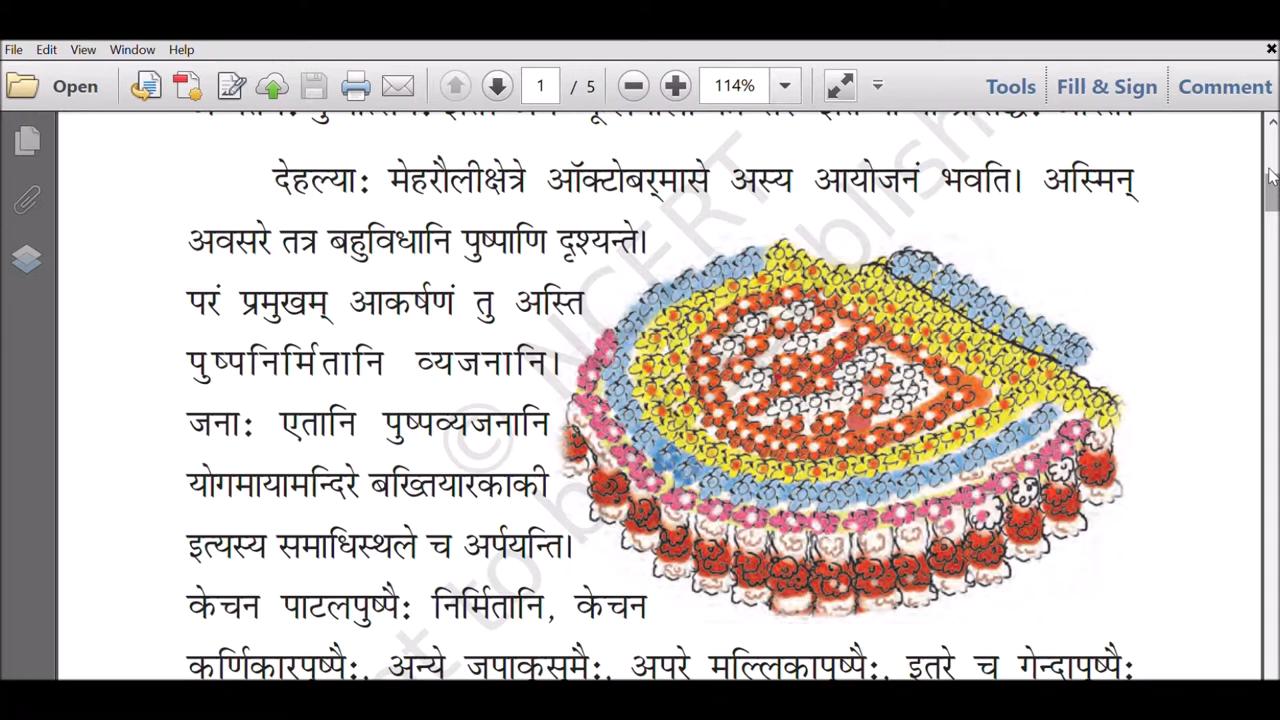 File Edit View Window Help
Open 1 / 5 114% Tools Fill & Sign Comment
देहल्या: मेहरौलीक्षेत्रे ऑक्टोबर्मासे अस्य आयोजनं भवति। अस्मिन्
अवसरे तत्र बहुविधानि पुष्पाणि दृश्यन्ते।
परं प्रमुखम् आकर्षणं तु अस्ति
पुष्पनिर्मितानि व्यजनानि।
जना: एतानि पुष्पव्यजनानि
योगमायामन्दिरे बख्तियारकाकी
इत्यस्य समाधिस्थले च अर्पयन्ति।
केचन पाटलपुष्पै: निर्मितानि, केचन
कर्णिकारपुष्पै:, अन्ये जपाकुसुमै:, अपरे मल्लिकापुष्पै:, इतरे च गेन्दापुष्पै:
© NCERT